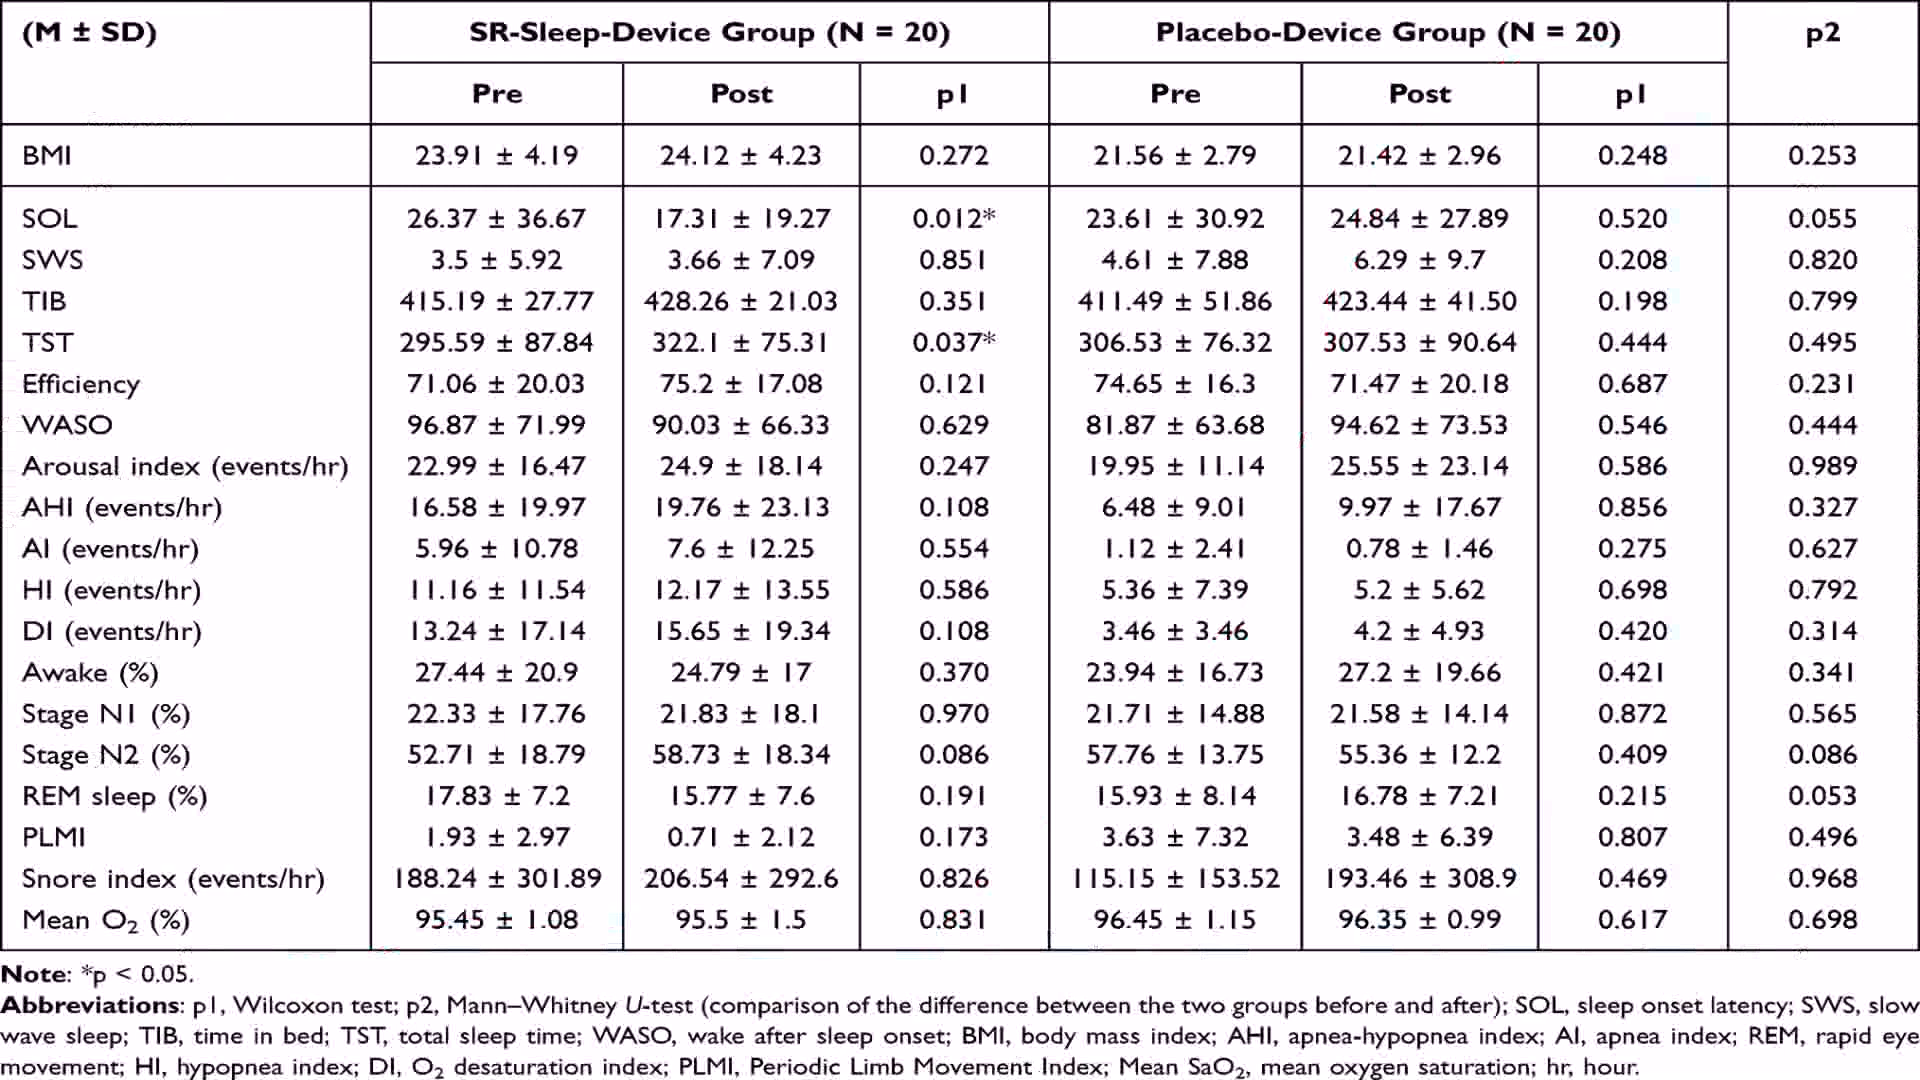 (M ± SD) SR-Sleep-Device Group (N = 20) Placebo-Device Group (N = 20) p2
Pre Post p1 Pre Post p1
BMI 23.91 ± 4.19 24.12 ± 4.23 0.272 21.56 ± 2.79 21.42 ± 2.96 0.248 0.253
SOL 26.37 ± 36.67 17.31 ± 19.27 0.012* 23.61 ± 30.92 24.84 ± 27.89 0.520 0.055
SWS 3.5 ± 5.92 3.66 ± 7.09 0.851 4.61 ± 7.88 6.29 ± 9.7 0.208 0.820
TIB 415.19 ± 27.77 428.26 ± 21.03 0.351 411.49 ± 51.86 423.44 ± 41.50 0.198 0.799
TST 295.59 ± 87.84 322.1 ± 75.31 0.037* 306.53 ± 76.32 307.53 ± 90.64 0.444 0.495
Efficiency 71.06 ± 20.03 75.2 ± 17.08 0.121 74.65 ± 16.3 71.47 ± 20.18 0.687 0.231
WASO 96.87 ± 71.99 90.03 ± 66.33 0.629 81.87 ± 63.68 94.62 ± 73.53 0.546 0.444
Arousal index (events/hr) 22.99 ± 16.47 24.9 ± 18.14 0.247 19.95 ± 11.14 25.55 ± 23.14 0.586 0.989
AHI (events/hr) 16.58 ± 19.97 19.76 ± 23.13 0.108 6.48 ± 9.01 9.97 ± 17.67 0.856 0.327
AI (events/hr) 5.96 ± 10.78 7.6 ± 12.25 0.554 1.12 ± 2.41 0.78 ± 1.46 0.275 0.627
HI (events/hr) 11.16 ± 11.54 12.17 ± 13.55 0.586 5.36 ± 7.39 5.2 ± 5.62 0.698 0.792
DI (events/hr) 13.24 ± 17.14 15.65 ± 19.34 0.108 3.46 ± 3.46 4.2 ± 4.93 0.420 0.314
Awake (%) 27.44 ± 20.9 24.79 ± 17 0.370 23.94 ± 16.73 27.2 ± 19.66 0.421 0.341
Stage N1 (%) 22.33 ± 17.76 21.83 ± 18.1 0.970 21.71 ± 14.88 21.58 ± 14.14 0.872 0.565
Stage N2 (%) 52.71 ± 18.79 58.73 ± 18.34 0.086 57.76 ± 13.75 55.36 ± 12.2 0.409 0.086
REM sleep (%) 17.83 ± 7.2 15.77 ± 7.6 0.191 15.93 ± 8.14 16.78 ± 7.21 0.215 0.053
PLMI 1.93 ± 2.97 0.71 ± 2.12 0.173 3.63 ± 7.32 3.48 ± 6.39 0.807 0.496
Snore index (events/hr) 188.24 ± 301.89 206.54 ± 292.6 0.826 115.15 ± 153.52 193.46 ± 308.9 0.469 0.968
Mean O₂ (%) 95.45 ± 1.08 95.5 ± 1.5 0.831 96.45 ± 1.15 96.35 ± 0.99 0.617 0.698
Note: *p < 0.05.
Abbreviations: p1, Wilcoxon test; p2, Mann–Whitney U-test (comparison of the difference between the two groups before and after); SOL, sleep onset latency; SWS, slow
wave sleep; TIB, time in bed; TST, total sleep time; WASO, wake after sleep onset; BMI, body mass index; AHI, apnea-hypopnea index; AI, apnea index; REM, rapid eye
movement; HI, hypopnea index; DI, O₂ desaturation index; PLMI, Periodic Limb Movement Index; Mean SaO₂, mean oxygen saturation; hr, hour.